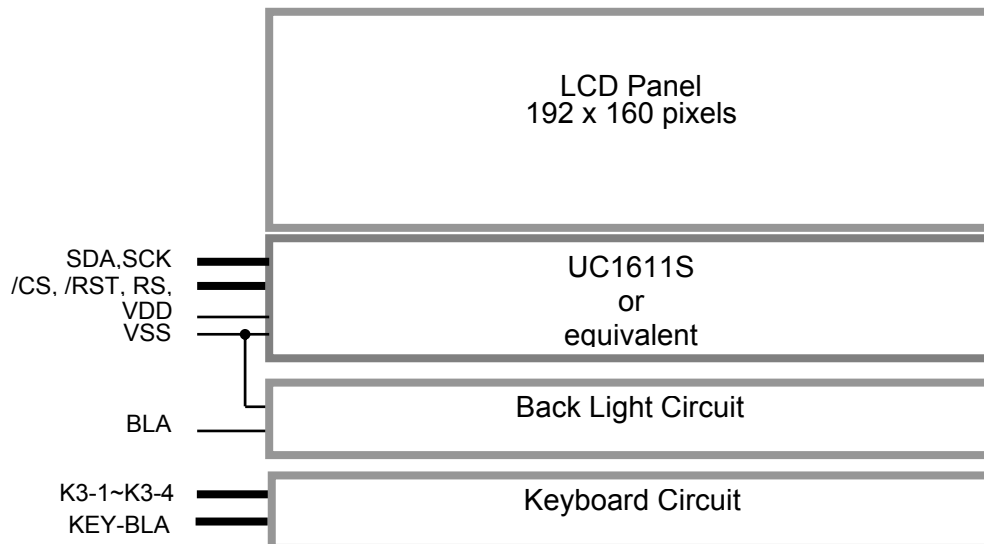 LCD Panel
192 x 160 pixels
SDA,SCK
/CS, /RST, RS,
VDD
VSS
UC1611S
or
equivalent
BLA
Back Light Circuit
K3-1~K3-4
KEY-BLA
Keyboard Circuit